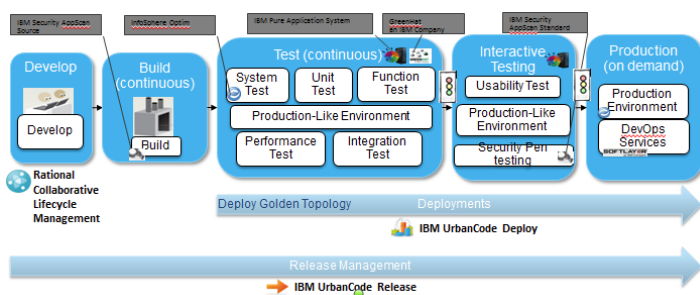 IBM Security AppScan
Source
InfoSphere Optim
IBM Pure Application System
GreenHat
an IBM Company
IBM Security
AppScan Standard
Develop
Develop
Build
(continuous)
Build
Test (continuous)
System
Test
Unit
Test
Function
Test
Production-Like Environment
Performance
Test
Integration
Test
Interactive
Testing
Usability Test
Production-Like
Environment
Security Pen
testing
Production
(on demand)
Production
Environment
DevOps
Services
SOFTLAYER
Rational
Collaborative
Lifecycle
Management
Deploy Golden Topology
Deployments
IBM UrbanCode Deploy
Release Management
IBM UrbanCode Release